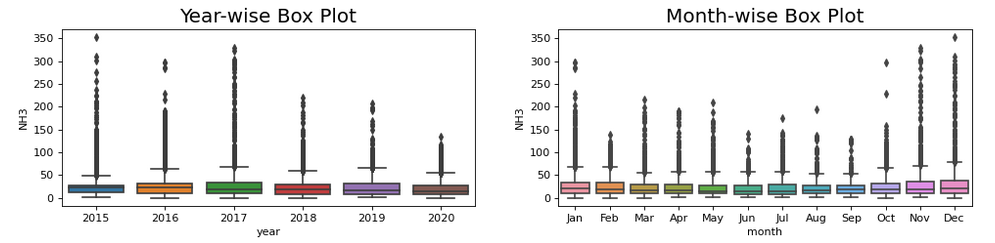 Year-wise Box Plot
350
300
250
200
150
100
50
0
NH3
2015 2016 2017 2018 2019 2020
year
Month-wise Box Plot
350
300
250
200
150
100
50
0
NH3
Jan Feb Mar Apr May Jun Jul Aug Sep Oct Nov Dec
month